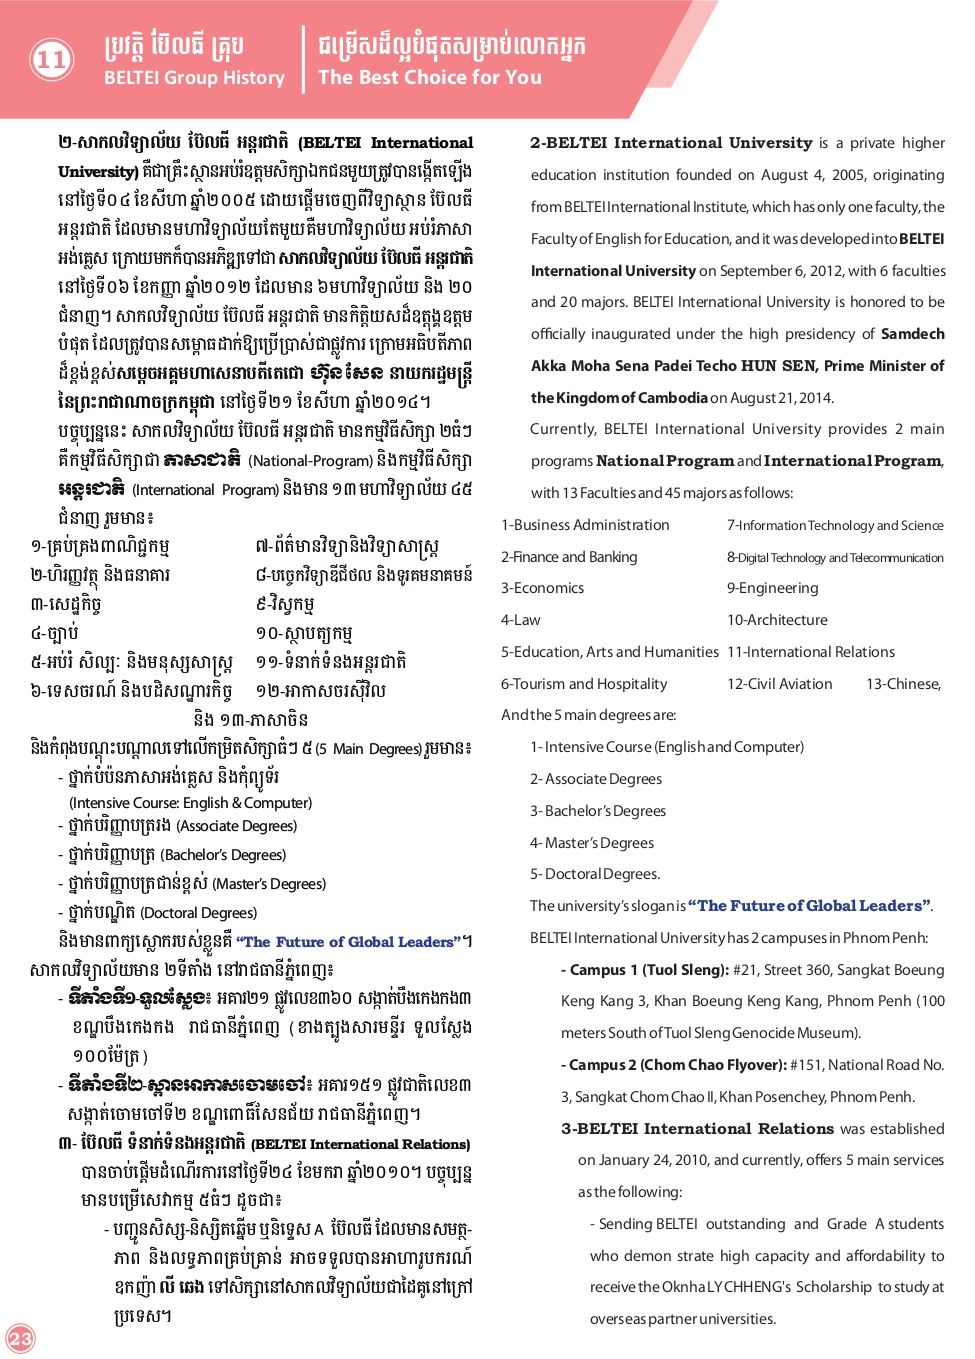 11
ប្រវត្តិ ប៊ែលធី គ្រុប
BELTEI Group History
ជម្រើសដ៏ល្អបំផុតសម្រាប់លោកអ្នក
The Best Choice for You
២-សាកលវិទ្យាល័យ ប៊ែលធី អន្តរជាតិ (BELTEI International
University) គឺជាគ្រឹះស្ថានអប់រំឧត្តមសិក្សាឯកជនមួយត្រូវបានង្កើតឡើង
នៅថ្ងៃទី០៤ ខែសីហា ឆ្នាំ២០០៥ ដោយផ្តើមចេញពីវិទ្យាស្ថាន ប៊ែលធី
អន្តរជាតិ ដែលមានមហាវិទ្យាល័យតែមួយគឺមហាវិទ្យាល័យ អប់រំភាសា
អង់គ្លេស ក្រោយមកក៏បានអភិឌ្ឍទៅជា សាកលវិទ្យាល័យ ប៊ែលធី អន្តរជាតិ
នៅថ្ងៃទី០៦ ខែកញ្ញា ឆ្នាំ២០១២ ដែលមាន ៦មហាវិទ្យាល័យ និង ២០
ជំនាញ។ សាកលវិទ្យាល័យ ប៊ែលធី អន្តរជាតិ មានកិត្តិយសដ៏ឧត្តុង្គឧត្តម
បំផុត ដែលត្រូវបានសម្ពោធដាក់ឱ្យប្រើប្រាស់ជាផ្លូវការ ក្រោមអធិបតីភាព
ដ៏ខ្ពង់ខ្ពស់សម្តេចអគ្គមហាសេនាបតីតេជោ ហ៊ុន សែន នាយករដ្ឋមន្ត្រី
នៃព្រះរាជាណាចក្រកម្ពុជា នៅថ្ងៃទី២១ ខែសីហា ឆ្នាំ២០១៤។
បច្ចុប្បន្ននេះ សាកលវិទ្យាល័យ ប៊ែលធី អន្តរជាតិ មានកម្មវិធីសិក្សា ២ធំៗ
គឺកម្មវិធីសិក្សាជា ភាសាជាតិ (National-Program) និងកម្មវិធីសិក្សា
អន្តរជាតិ (International Program) និងមាន ១៣ មហាវិទ្យាល័យ ៤៥
ជំនាញ រួមមាន៖
១-គ្រប់គ្រងពាណិជ្ជកម្ម ៧-ព័ត៌មានវិទ្យានិងវិទ្យាសាស្ត្រ
២-ហិរញ្ញវត្ថុ និងធនាគារ ៨-បច្ចេកវិទ្យាឌីជីថល និងទូរគមនាគមន៍
៣-សេដ្ឋកិច្ច ៩-វិស្វកម្ម
៤-ច្បាប់ ១០-ស្ថាបត្យកម្ម
៥-អប់រំ សិល្បៈ និងមនុស្សសាស្ត្រ ១១-ទំនាក់ទំនងអន្តរជាតិ
៦-ទេសចរណ៍ និងបដិសណ្ឋារកិច្ច ១២-អាកាសចរស៊ីវិល
និង ១៣-ភាសាចិន
និងកំពុងបណ្តុះបណ្តាលទៅលើកម្រិតសិក្សាធំៗ ៥ (5 Main Degrees) រួមមាន៖
- ថ្នាក់បំប៉នភាសាអង់គ្លេស និងកុំព្យូទ័រ
(Intensive Course: English & Computer)
- ថ្នាក់បរិញ្ញាបត្ររង (Associate Degrees)
- ថ្នាក់បរិញ្ញាបត្រ (Bachelor's Degrees)
- ថ្នាក់បរិញ្ញាបត្រជាន់ខ្ពស់ (Master's Degrees)
- ថ្នាក់បណ្ឌិត (Doctoral Degrees)
និងមានពាក្យស្លោករបស់ខ្លួនគឺ “The Future of Global Leaders”។
សាកលវិទ្យាល័យមាន ២ទីតាំង នៅរាជធានីភ្នំពេញ៖
- ទីតាំងទី១-ទួលស្លែង៖ អគារ២១ ផ្លូវលេខ៣៦០ សង្កាត់បឹងកេងកង៣
ខណ្ឌបឹងកេងកង រាជធានីភ្នំពេញ (ខាងត្បូងសារមន្ទីរ ទួលស្លែង
១០០ម៉ែត្រ)
- ទីតាំងទី២-ស្ពានអាកាសចោមចៅ៖ អគារ១៥១ ផ្លូវជាតិលេខ៣
សង្កាត់ចោមចៅទី២ ខណ្ឌពោធិ៍សែនជ័យ រាជធានីភ្នំពេញ។
៣- ប៊ែលធី ទំនាក់ទំនងអន្តរជាតិ (BELTEI International Relations)
បានចាប់ផ្តើមដំណើរការនៅថ្ងៃទី២៤ ខែមករា ឆ្នាំ២០១០។ បច្ចុប្បន្ន
មានបម្រើសេវាកម្ម ៥ធំៗ ដូចជា៖
- បញ្ជូនសិស្ស-និស្សិតឆ្នើម ឬនិទ្ទេស A ប៊ែលធី ដែលមានសមត្ថ-
ភាព និងលទ្ធភាពគ្រប់គ្រាន់ អាចទទួលបានអាហារូបករណ៍
ឧកញ៉ា លី ឆេង ទៅសិក្សានៅសាកលវិទ្យាល័យជាដៃគូនៅក្រៅ
ប្រទេស។
2-BELTEI International University is a private higher
education institution founded on August 4, 2005, originating
from BELTEI International Institute, which has only one faculty, the
Faculty of English for Education, and it was developed into BELTEI
International University on September 6, 2012, with 6 faculties
and 20 majors. BELTEI International University is honored to be
officially inaugurated under the high presidency of Samdech
Akka Moha Sena Padei Techo HUN SEN, Prime Minister of
the Kingdom of Cambodia on August 21, 2014.
Currently, BELTEI International University provides 2 main
programs National Program and International Program,
with 13 Faculties and 45 majors as follows:
1-Business Administration 7-Information Technology and Science
2-Finance and Banking 8-Digital Technology and Telecommunication
3-Economics 9-Engineering
4-Law 10-Architecture
5-Education, Arts and Humanities 11-International Relations
6-Tourism and Hospitality 12-Civil Aviation 13-Chinese,
And the 5 main degrees are:
1- Intensive Course (English and Computer)
2- Associate Degrees
3- Bachelor's Degrees
4- Master's Degrees
5- Doctoral Degrees.
The university's slogan is “The Future of Global Leaders”.
BELTEI International University has 2 campuses in Phnom Penh:
- Campus 1 (Tuol Sleng): #21, Street 360, Sangkat Boeung
Keng Kang 3, Khan Boeung Keng Kang, Phnom Penh (100
meters South of Tuol Sleng Genocide Museum).
- Campus 2 (Chom Chao Flyover): #151, National Road No.
3, Sangkat Chom Chao II, Khan Posenchey, Phnom Penh.
3-BELTEI International Relations was established
on January 24, 2010, and currently, offers 5 main services
as the following:
- Sending BELTEI outstanding and Grade A students
who demon strate high capacity and affordability to
receive the Oknha LY CHHENG's Scholarship to study at
overseas partner universities.
23